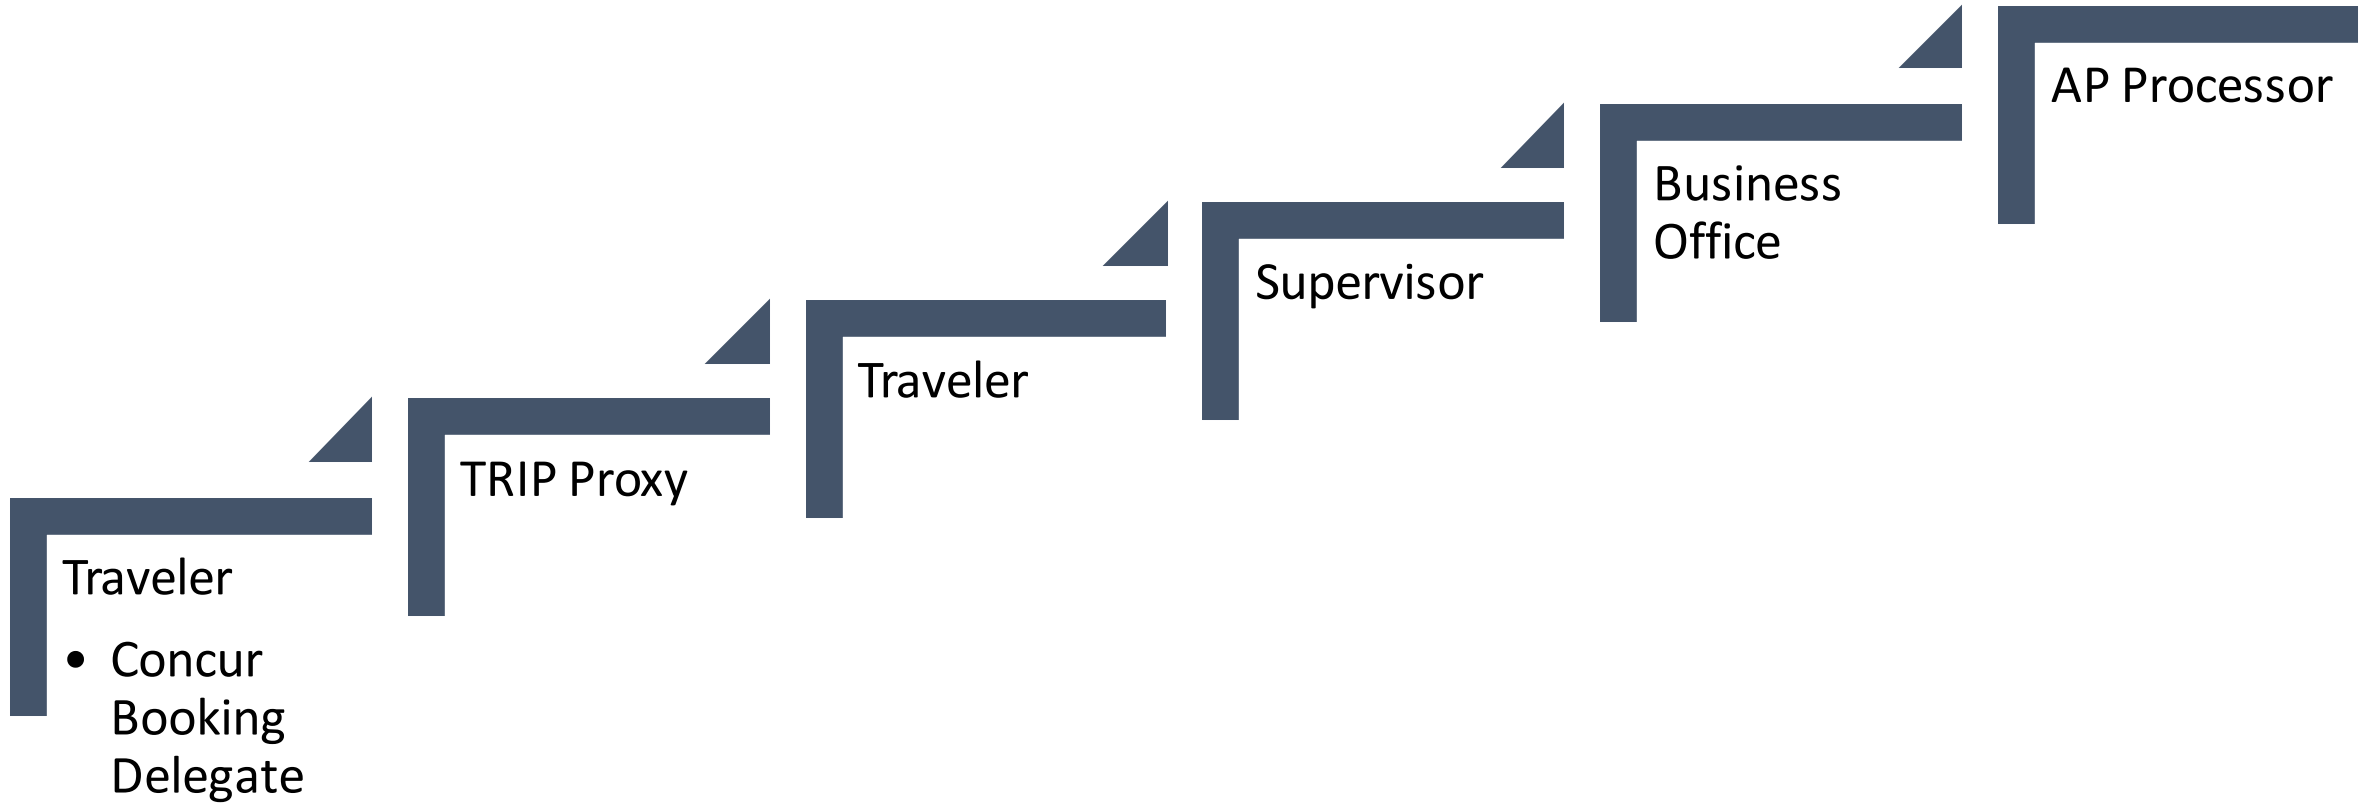 Traveler
• Concur
Booking
Delegate
TRIP Proxy
Traveler
Supervisor
Business
Office
AP Processor